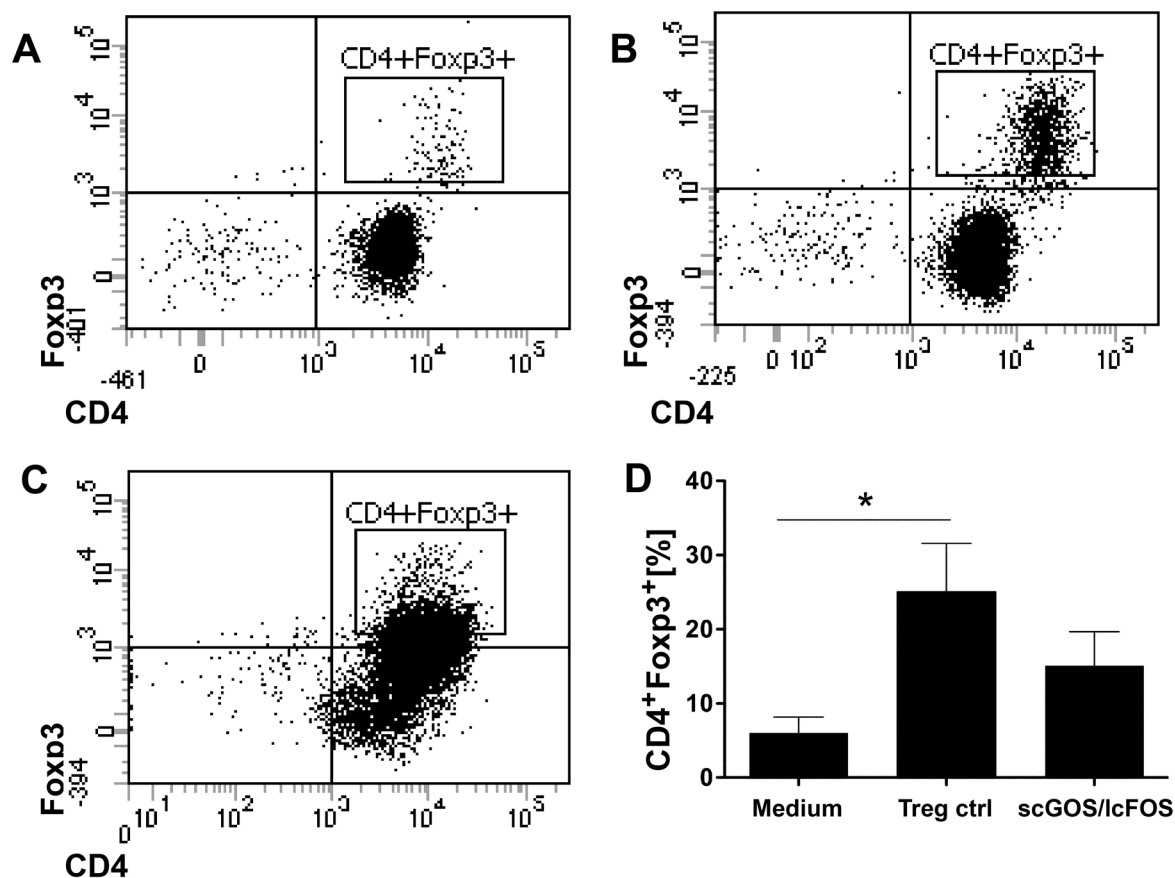 A
CD4+Foxp3+
10^5
10^4
10^3
0
-401
Foxp3
-461
0
10^3
10^4
10^5
CD4
B
CD4+Foxp3+
10^5
10^4
10^3
0
-394
Foxp3
-225
0
10^2
10^3
10^4
10^5
CD4
C
CD4+Foxp3+
10^5
10^4
10^3
0
-394
Foxp3
0
10^1
10^2
10^3
10^4
10^5
CD4
D
CD4+Foxp3+[%]
40
30
20
10
0
*
Medium
Treg ctrl
scGOS/lcFOS